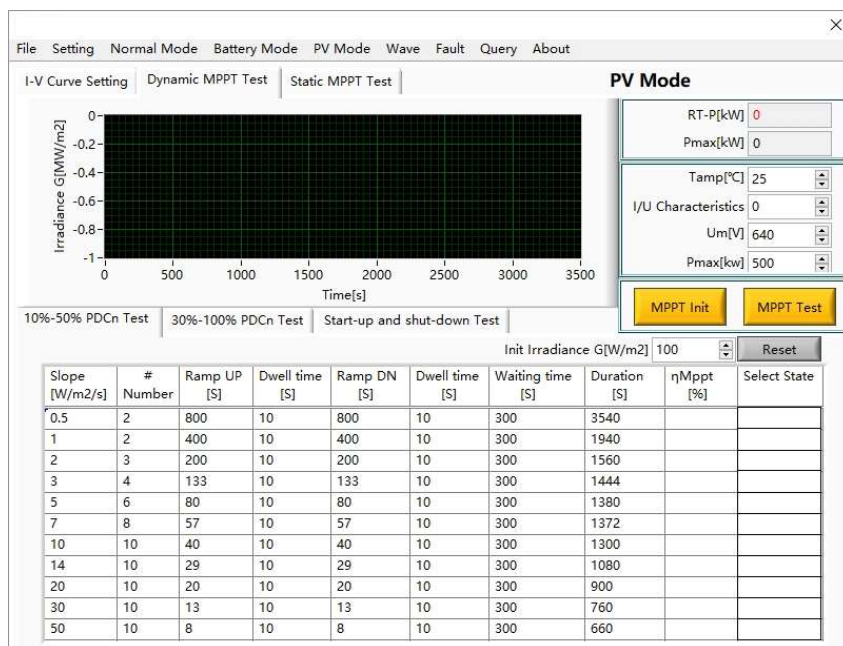 File Setting Normal Mode Battery Mode PV Mode Wave Fault Query About
I-V Curve Setting Dynamic MPPT Test Static MPPT Test
PV Mode
Irradiance G[MW/m2]
0
-0.2
-0.4
-0.6
-0.8
-1
0 500 1000 1500 2000 2500 3000 3500
Time[s]
RT-P[kW] 0
Pmax[kW] 0
Tamp[℃] 25
I/U Characteristics 0
Um[V] 640
Pmax[kw] 500
MPPT Init MPPT Test
10%-50% PDCn Test 30%-100% PDCn Test Start-up and shut-down Test
Init Irradiance G[W/m2] 100 Reset
Slope # Ramp UP Dwell time Ramp DN Dwell time Waiting time Duration ηMppt Select State
[W/m2/s] Number [S] [S] [S] [S] [S] [S] [%]
0.5 2 800 10 800 10 300 3540
1 2 400 10 400 10 300 1940
2 3 200 10 200 10 300 1560
3 4 133 10 133 10 300 1444
5 6 80 10 80 10 300 1380
7 8 57 10 57 10 300 1372
10 10 40 10 40 10 300 1300
14 10 29 10 29 10 300 1080
20 10 20 10 20 10 300 900
30 10 13 10 13 10 300 760
50 10 8 10 8 10 300 660